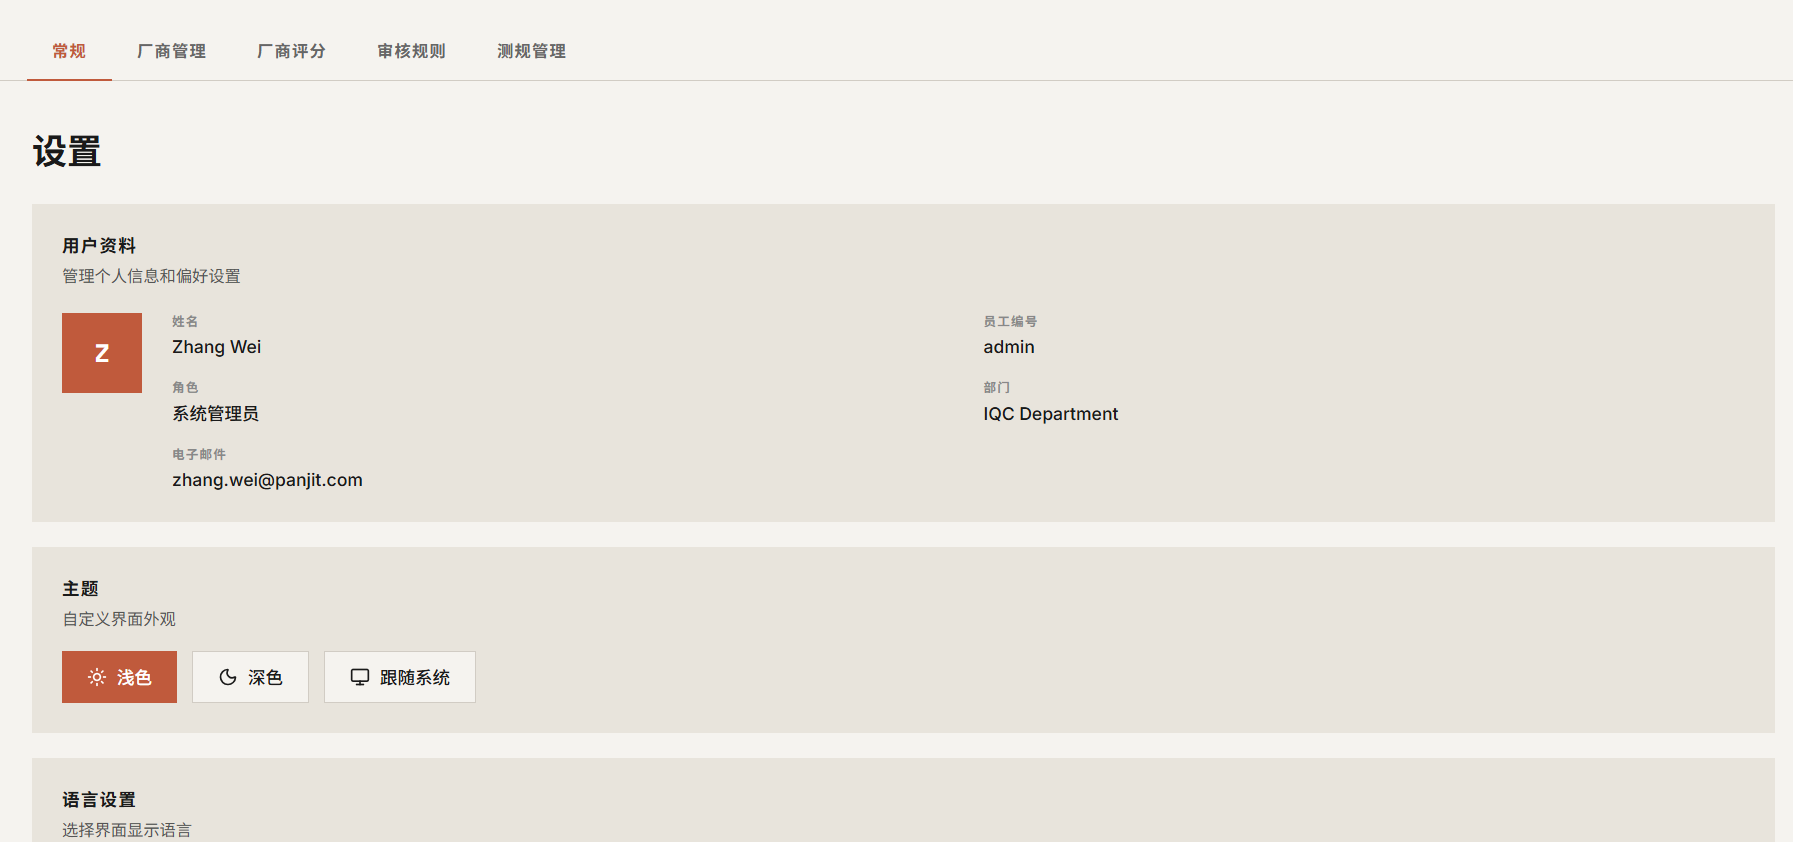 常规 厂商管理 厂商评分 审核规则 测规管理
设置
用户资料
管理个人信息和偏好设置
Z
姓名
Zhang Wei
员工编号
admin
角色
系统管理员
部门
IQC Department
电子邮件
zhang.wei@panjit.com
主题
自定义界面外观
浅色 深色 跟随系统
语言设置
选择界面显示语言